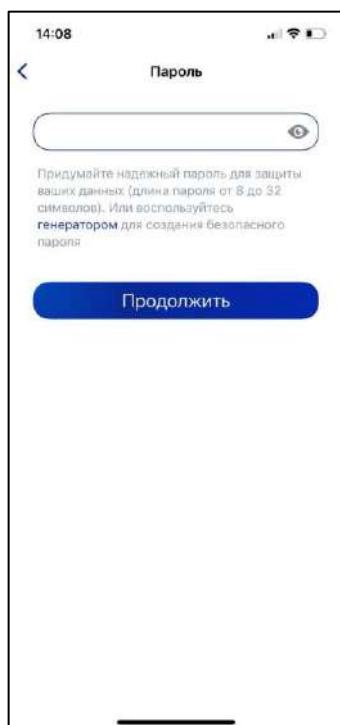 14:08
Пароль
Придумайте надежный пароль для защиты
ваших данных (длина пароля от 8 до 32
символов). Или воспользуйтесь
генератором для создания безопасного
пароля
Продолжить